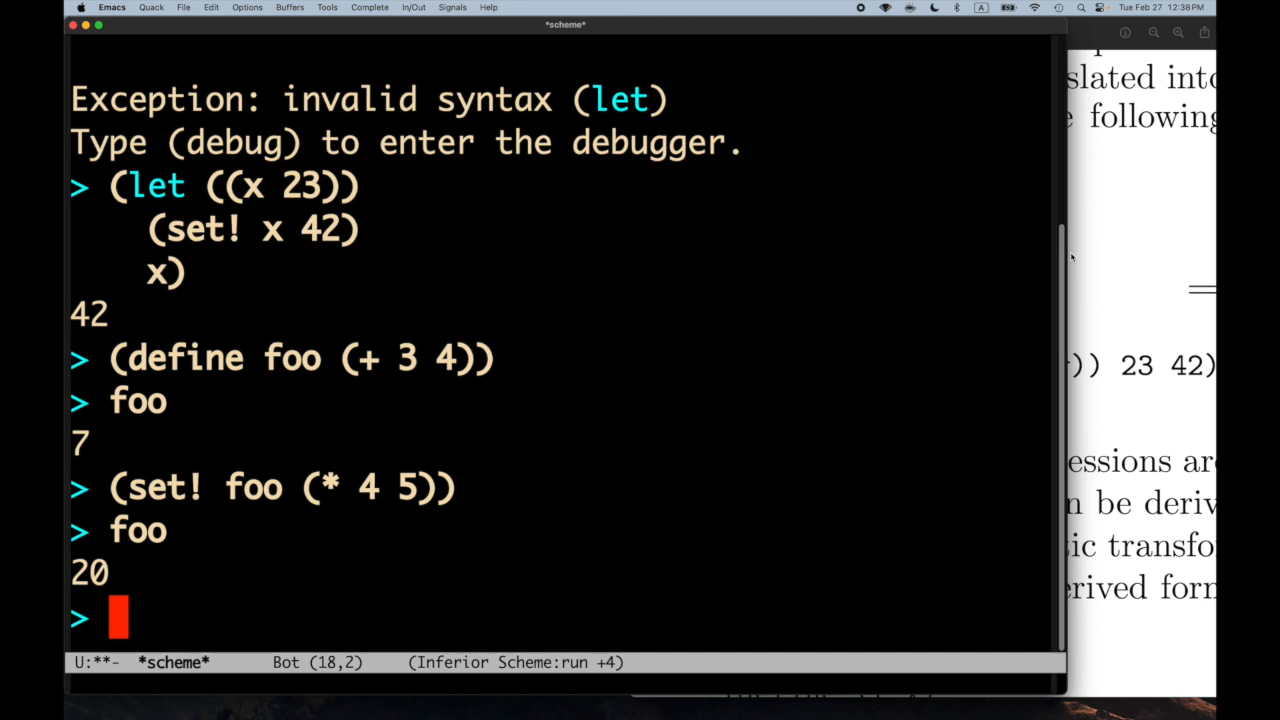 Emacs Quack File Edit Options Buffers Tools Complete In/Out Signals Help A Tue Feb 27 12:38 PM
*scheme*
Exception: invalid syntax (let)
Type (debug) to enter the debugger.
> (let ((x 23))
(set! x 42)
x)
42
> (define foo (+ 3 4))
> foo
7
> (set! foo (* 4 5))
> foo
20
>
U:**- *scheme* Bot (18,2) (Inferior Scheme:run +4)
slated into
following
=
)) 23 42)
essions are
n be deriv
tic transfo
erived form